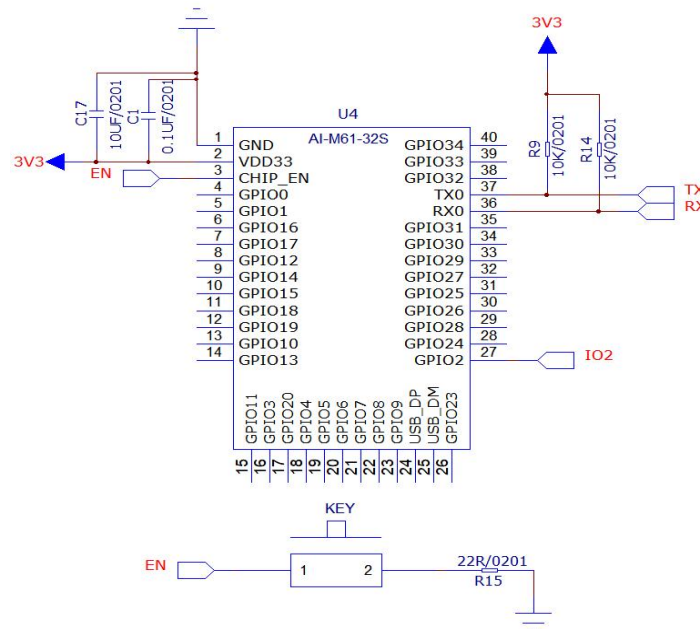 3V3
U4
AI-M61-32S
C17
10UF/0201
C1
0.1UF/0201
R9
10K/0201
R14
10K/0201
3V3
EN
TX
RX
1 GND GPIO34 40
2 VDD33 GPIO33 39
3 CHIP_EN GPIO32 38
4 GPIO0 TX0 37
5 GPIO1 RX0 36
6 GPIO16 GPIO31 35
7 GPIO17 GPIO30 34
8 GPIO12 GPIO29 33
9 GPIO14 GPIO27 32
10 GPIO15 GPIO25 31
11 GPIO18 GPIO26 30
12 GPIO19 GPIO28 29
13 GPIO10 GPIO24 28
14 GPIO13 GPIO2 27
IO2
GPIO11
GPIO3
GPIO20
GPIO4
GPIO5
GPIO6
GPIO7
GPIO8
GPIO9
USB_DP
USB_DM
GPIO23
15
16
17
18
19
20
21
22
23
24
25
26
KEY
EN
1 2
22R/0201
R15